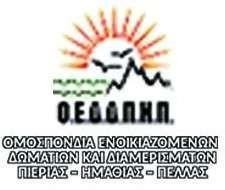 Ο.Ε.Δ.Δ.Π.Η.Π.
ΟΜΟΣΠΟΝΔΙΑ ΕΝΟΙΚΙΑΖΟΜΕΝΩΝ
ΔΩΜΑΤΙΩΝ ΚΑΙ ΔΙΑΜΕΡΙΣΜΑΤΩΝ
ΠΙΕΡΙΑΣ - ΗΜΑΘΙΑΣ - ΠΕΛΛΑΣ